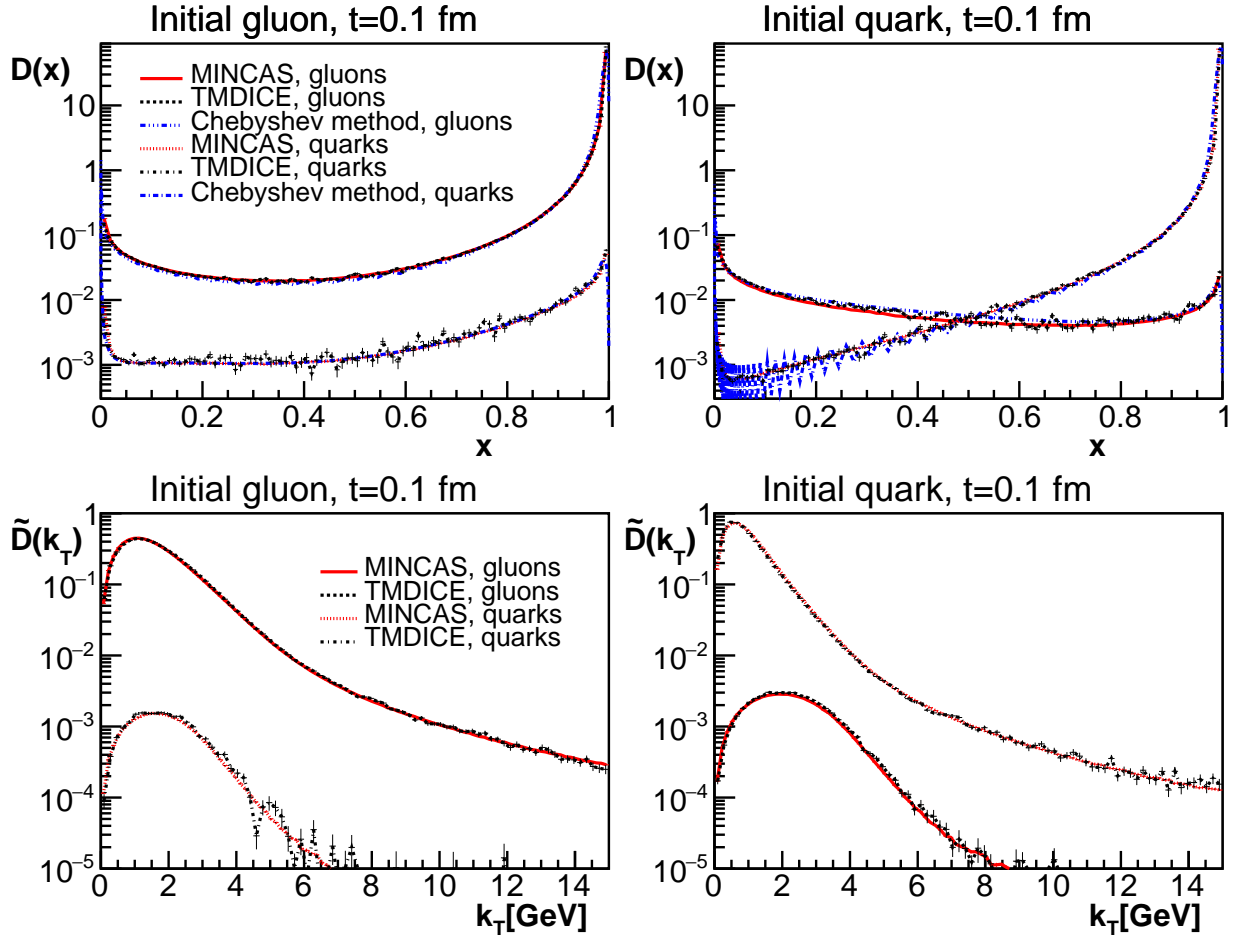 Initial gluon, t=0.1 fm
D(x)
MINCAS, gluons
TMDICE, gluons
Chebyshev method, gluons
MINCAS, quarks
TMDICE, quarks
Chebyshev method, quarks
10
1
10⁻¹
10⁻²
10⁻³
0 0.2 0.4 0.6 0.8 1
x
Initial quark, t=0.1 fm
D(x)
10
1
10⁻¹
10⁻²
10⁻³
0 0.2 0.4 0.6 0.8 1
x
Initial gluon, t=0.1 fm
D̃(k_T)
MINCAS, gluons
TMDICE, gluons
MINCAS, quarks
TMDICE, quarks
1
10⁻¹
10⁻²
10⁻³
10⁻⁴
10⁻⁵
0 2 4 6 8 10 12 14
k_T[GeV]
Initial quark, t=0.1 fm
D̃(k_T)
1
10⁻¹
10⁻²
10⁻³
10⁻⁴
10⁻⁵
0 2 4 6 8 10 12 14
k_T[GeV]